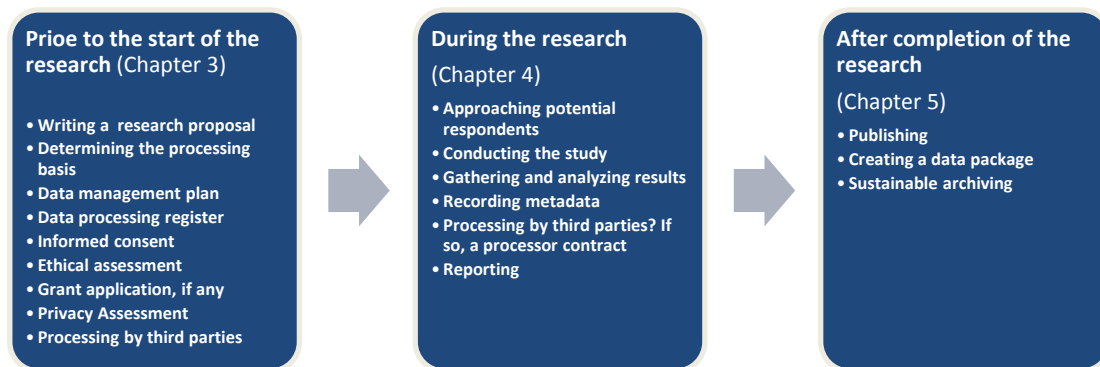 Prioe to the start of the
research (Chapter 3)
• Writing a research proposal
• Determining the processing
basis
• Data management plan
• Data processing register
• Informed consent
• Ethical assessment
• Grant application, if any
• Privacy Assessment
• Processing by third parties
During the research
(Chapter 4)
• Approaching potential
respondents
• Conducting the study
• Gathering and analyzing results
• Recording metadata
• Processing by third parties? If
so, a processor contract
• Reporting
After completion of the
research
(Chapter 5)
• Publishing
• Creating a data package
• Sustainable archiving